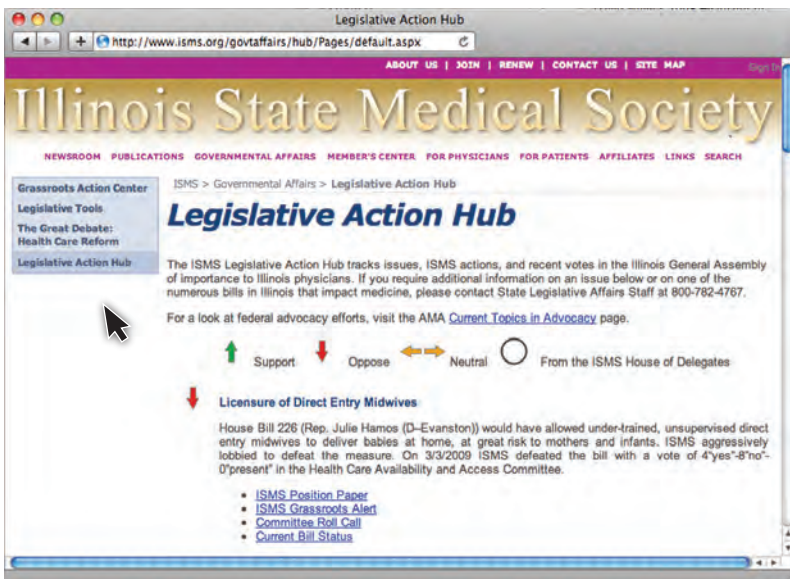 Legislative Action Hub
http://www.isms.org/govtaffairs/hub/Pages/default.aspx
ABOUT US | JOIN | RENEW | CONTACT US | SITE MAP Sign In
Illinois State Medical Society
NEWSROOM PUBLICATIONS GOVERNMENTAL AFFAIRS MEMBER'S CENTER FOR PHYSICIANS FOR PATIENTS AFFILIATES LINKS SEARCH
Grassroots Action Center
Legislative Tools
The Great Debate:
Health Care Reform
Legislative Action Hub
ISMS > Governmental Affairs > Legislative Action Hub
Legislative Action Hub
The ISMS Legislative Action Hub tracks issues, ISMS actions, and recent votes in the Illinois General Assembly
of importance to Illinois physicians. If you require additional information on an issue below or on one of the
numerous bills in Illinois that impact medicine, please contact State Legislative Affairs Staff at 800-782-4767.
For a look at federal advocacy efforts, visit the AMA Current Topics in Advocacy page.
Support Oppose Neutral From the ISMS House of Delegates
Licensure of Direct Entry Midwives
House Bill 226 (Rep. Julie Hamos (D–Evanston)) would have allowed under-trained, unsupervised direct
entry midwives to deliver babies at home, at great risk to mothers and infants. ISMS aggressively
lobbied to defeat the measure. On 3/3/2009 ISMS defeated the bill with a vote of 4"yes"-8"no"-
0"present" in the Health Care Availability and Access Committee.
• ISMS Position Paper
• ISMS Grassroots Alert
• Committee Roll Call
• Current Bill Status